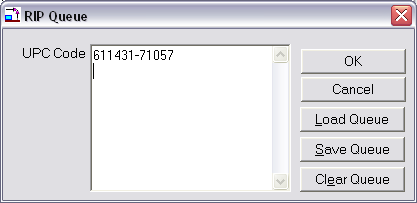 RIP Queue
UPC Code
611431-71057
OK
Cancel
Load Queue
Save Queue
Clear Queue